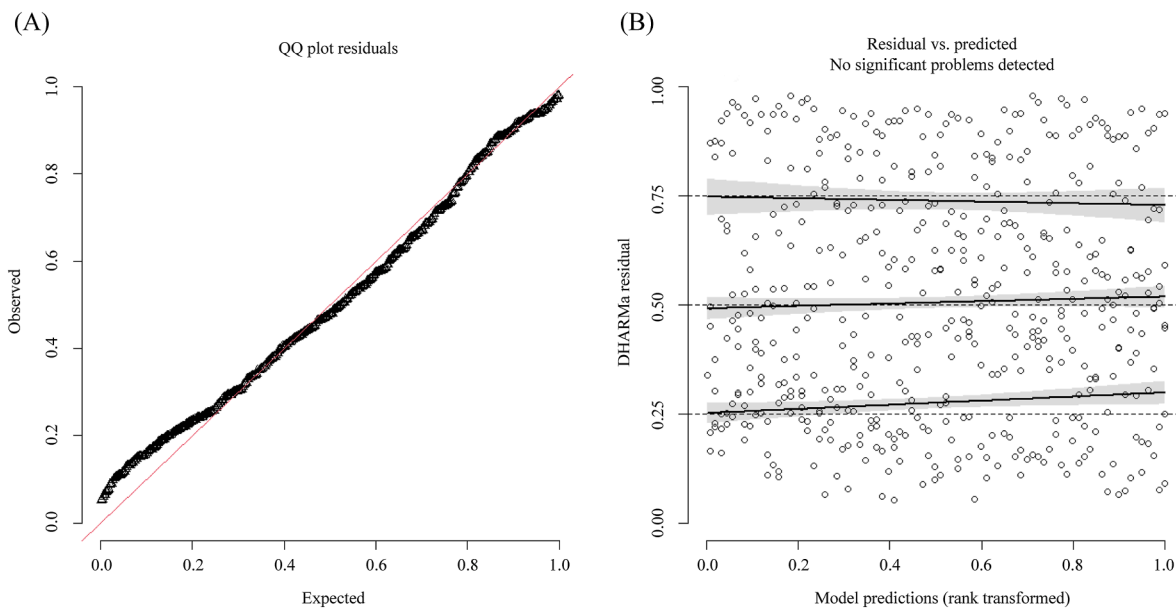 (A)
QQ plot residuals
Observed
1.0
0.8
0.6
0.4
0.2
0.0
0.0 0.2 0.4 0.6 0.8 1.0
Expected
(B)
Residual vs. predicted
No significant problems detected
DHARMa residual
1.00
0.75
0.50
0.25
0.00
0.0 0.2 0.4 0.6 0.8 1.0
Model predictions (rank transformed)